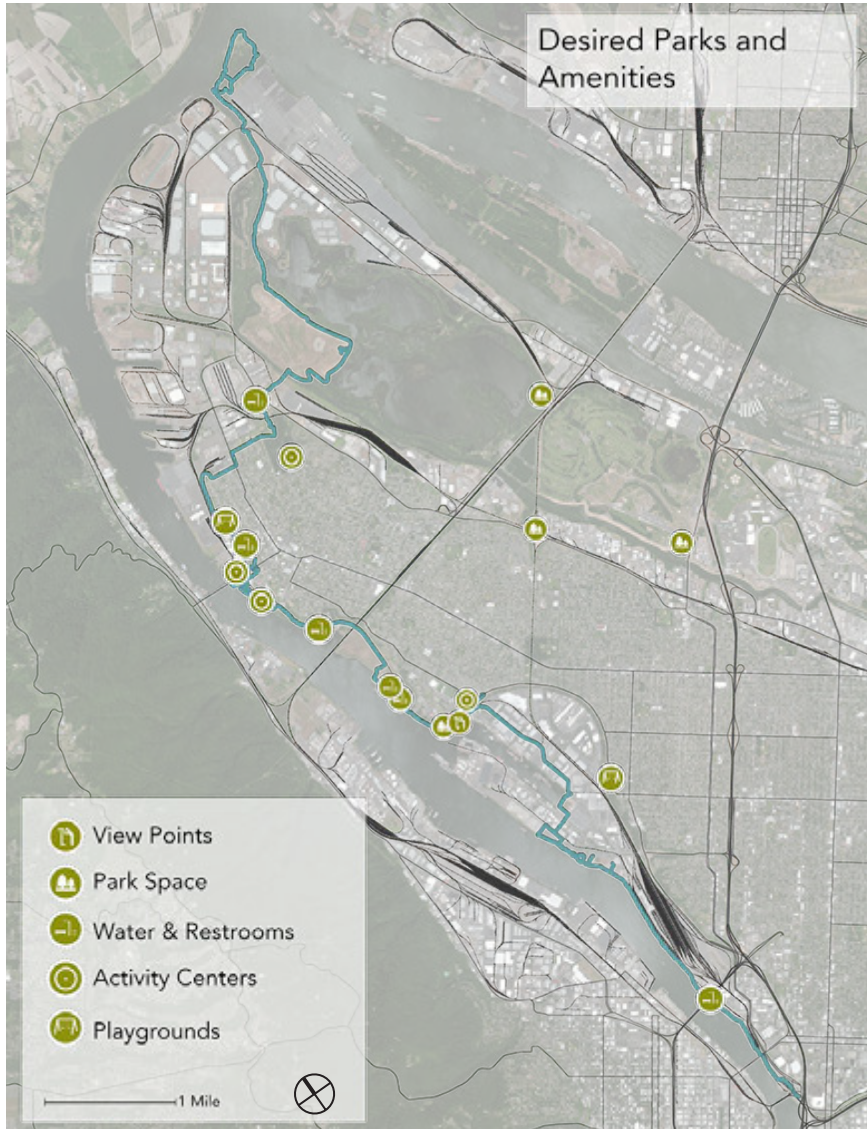 Desired Parks and
Amenities
View Points
Park Space
Water & Restrooms
Activity Centers
Playgrounds
1 Mile